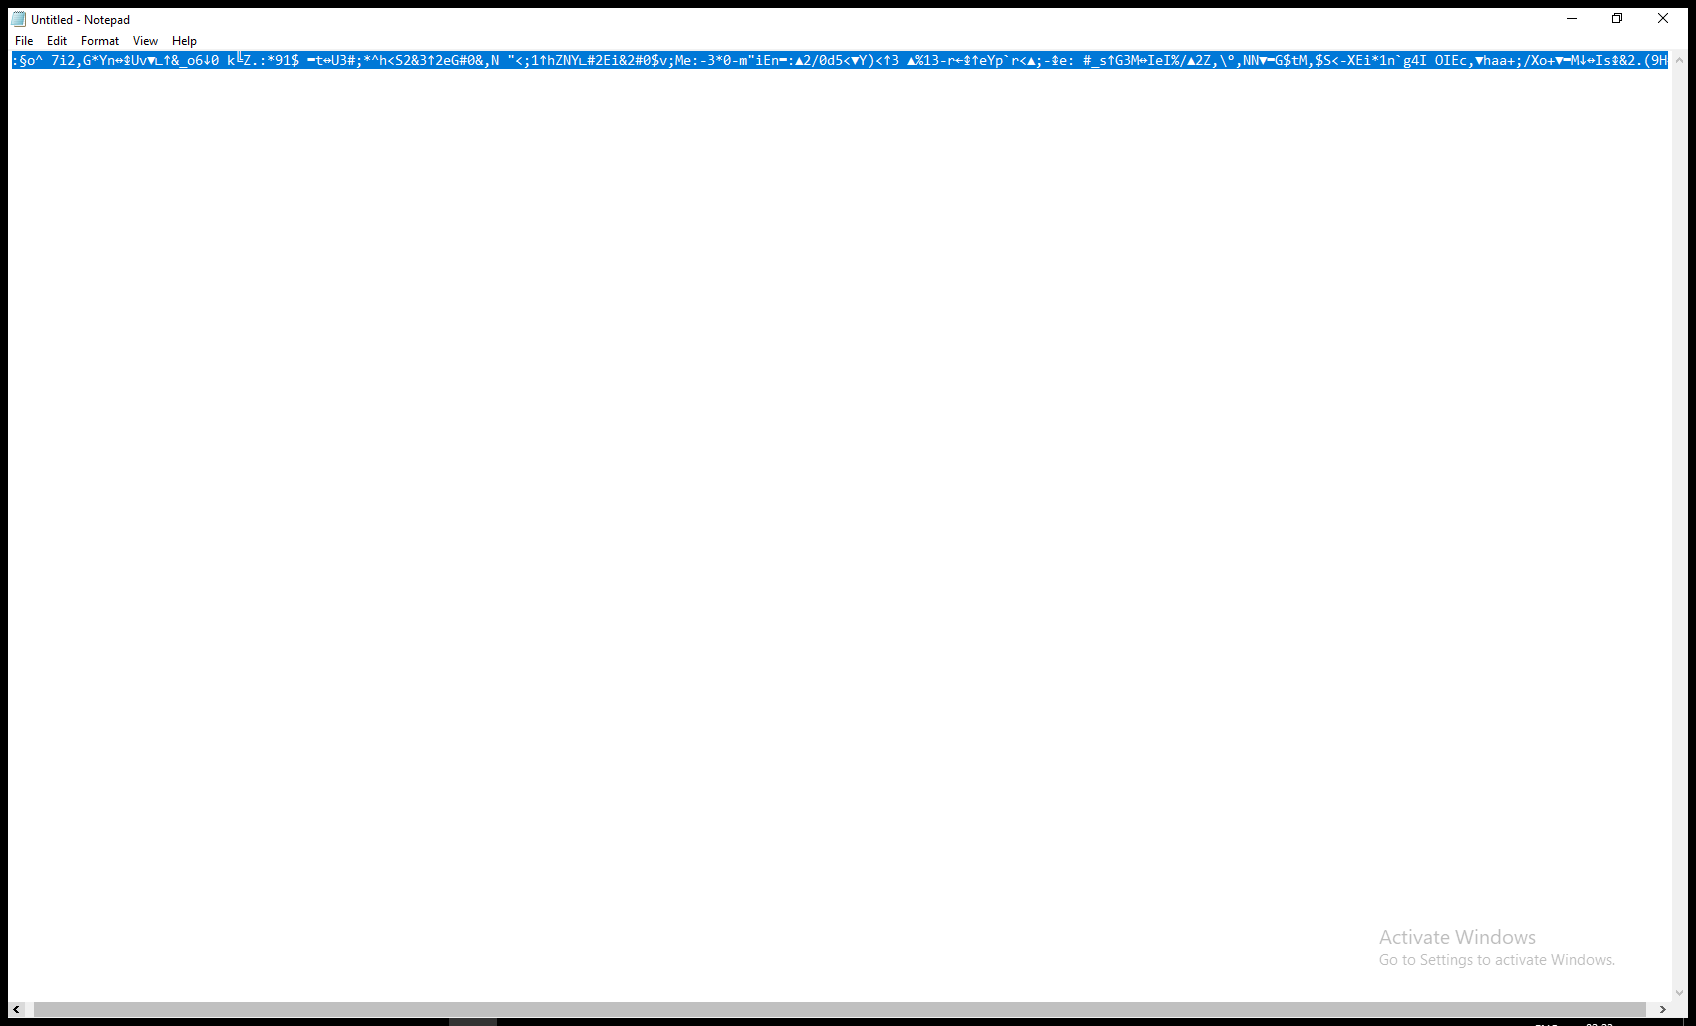 Untitled - Notepad
File Edit Format View Help
:§o^ 7i2,G*Yn↔↨Uv▼∟↑&_o6↓0 k╚Z.:*91$ ▬t↔U3#;*^h<S2&3↑2eG#0&,N "<;1↑hZNY∟#2Ei&2#0$v;Me:-3*0-m"iEn▬:▲2/0d5<▼Y)<↑3 ▲%13-r←↨↑eYp`r<▲;-↨e: #_s↑G3M↔IeI%/▲2Z,\°,NN▼▬G$tM,$S<-XEi*1n`g4I OIEc,▼haa+;/Xo+▼▬M↓↔Is↨&2.(9H
Activate Windows
Go to Settings to activate Windows.